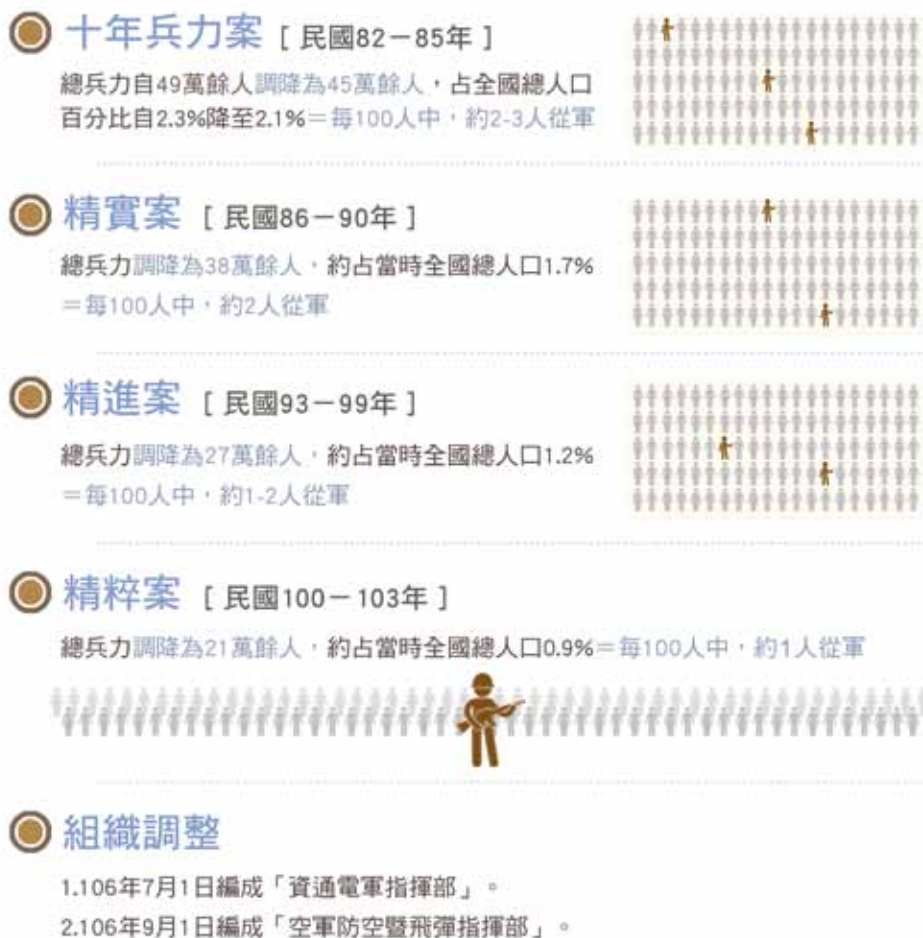 十年兵力案 [ 民國82－85年 ]
總兵力自49萬餘人調降為45萬餘人，占全國總人口
百分比自2.3%降至2.1%＝每100人中，約2-3人從軍
精實案 [ 民國86－90年 ]
總兵力調降為38萬餘人，約占當時全國總人口1.7%
＝每100人中，約2人從軍
精進案 [ 民國93－99年 ]
總兵力調降為27萬餘人，約占當時全國總人口1.2%
＝每100人中，約1-2人從軍
精粹案 [ 民國100－103年 ]
總兵力調降為21萬餘人，約占當時全國總人口0.9%＝每100人中，約1人從軍
組織調整
1.106年7月1日編成「資通電軍指揮部」。
2.106年9月1日編成「空軍防空暨飛彈指揮部」。